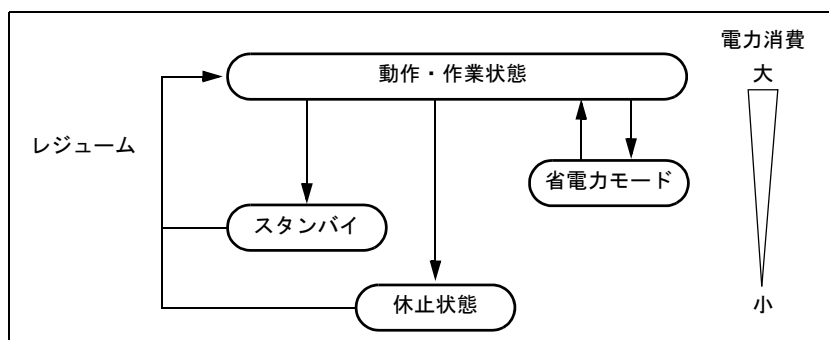 電力消費
動作・作業状態
大
レジューム
省電力モード
スタンバイ
休止状態
小